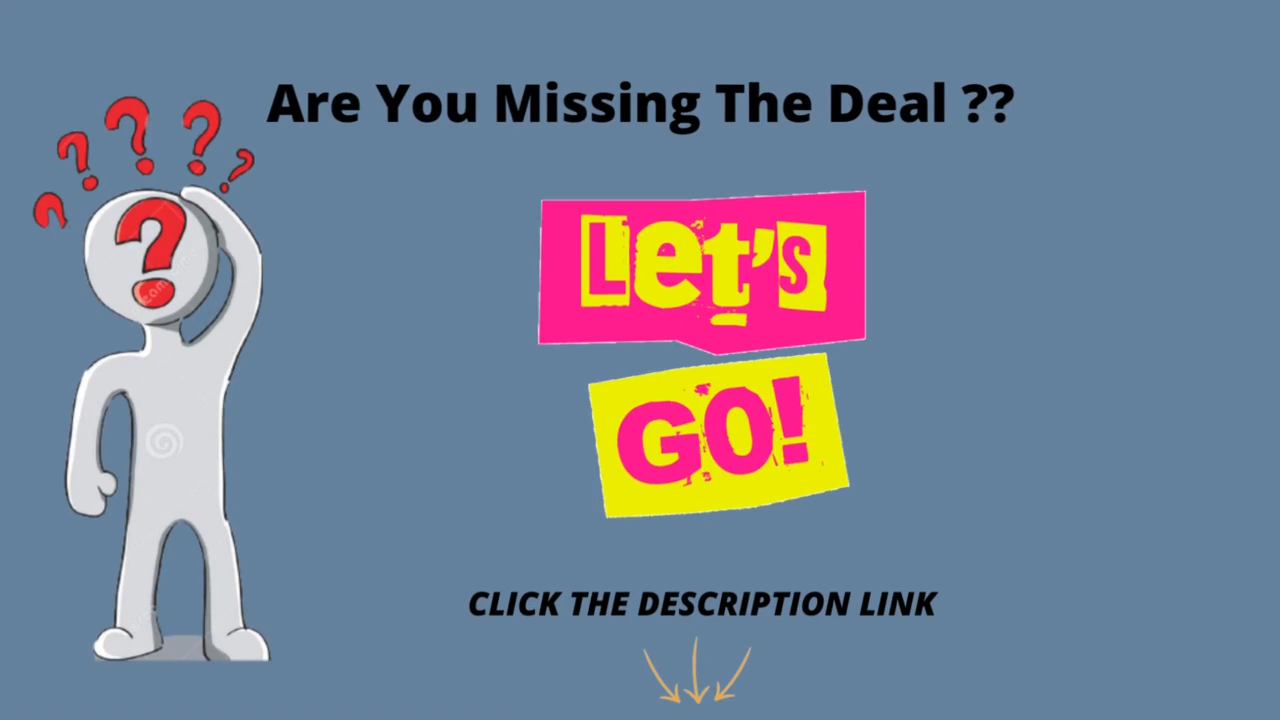 Are You Missing The Deal ??
Let's
GO!
CLICK THE DESCRIPTION LINK